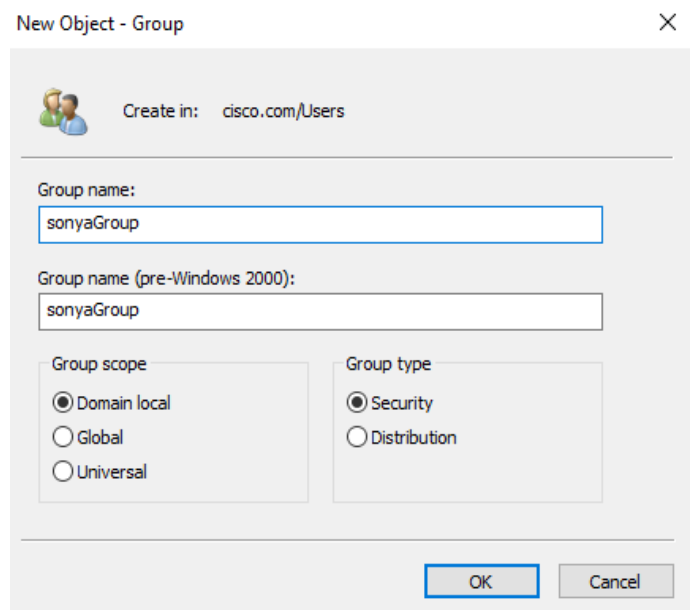 New Object - Group
Create in: cisco.com/Users
Group name:
sonyaGroup
Group name (pre-Windows 2000):
sonyaGroup
Group scope
Domain local
Global
Universal
Group type
Security
Distribution
OK
Cancel